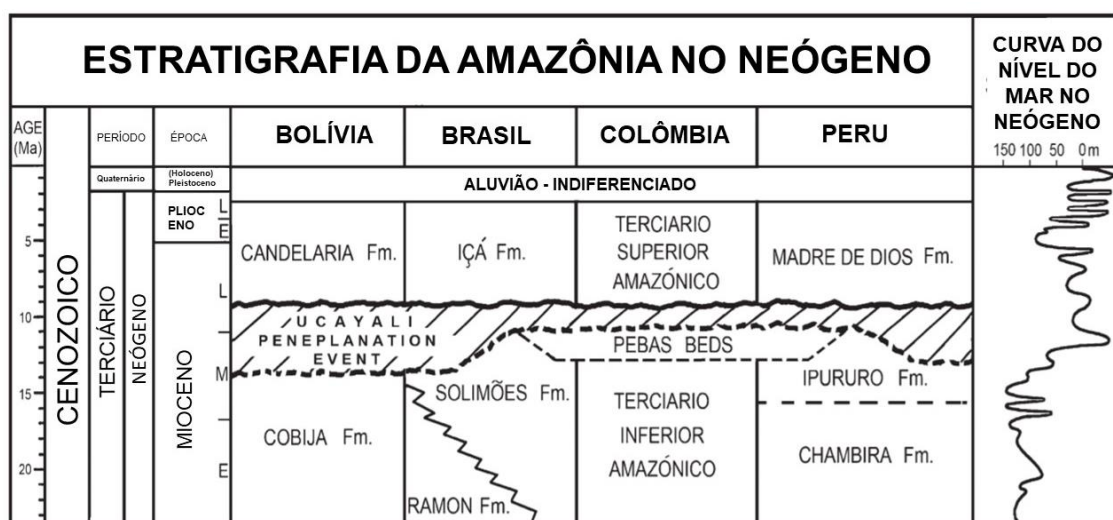 ESTRATIGRAFIA DA AMAZÔNIA NO NEÓGENO
CURVA DO
NÍVEL DO
MAR NO
NEÓGENO
150 100 50 0m
AGE
(Ma)
CENOZOICO
PERÍODO
ÉPOCA
BOLÍVIA
BRASIL
COLÔMBIA
PERU
Quaternário
(Holoceno)
Pleistoceno
ALUVIÃO - INDIFERENCIADO
TERCIÁRIO
NEÓGENO
PLIOC
ENO
L
E
5
CANDELARIA Fm.
IÇÁ Fm.
TERCIARIO
SUPERIOR
AMAZÓNICO
MADRE DE DIOS Fm.
MIOCENO
L
10
UCAYALI
PENEPLANATION
EVENT
PEBAS BEDS
M
15
SOLIMÕES Fm.
IPURURO Fm.
COBIJA Fm.
TERCIARIO
INFERIOR
AMAZÓNICO
CHAMBIRA Fm.
20
E
RAMON Fm.